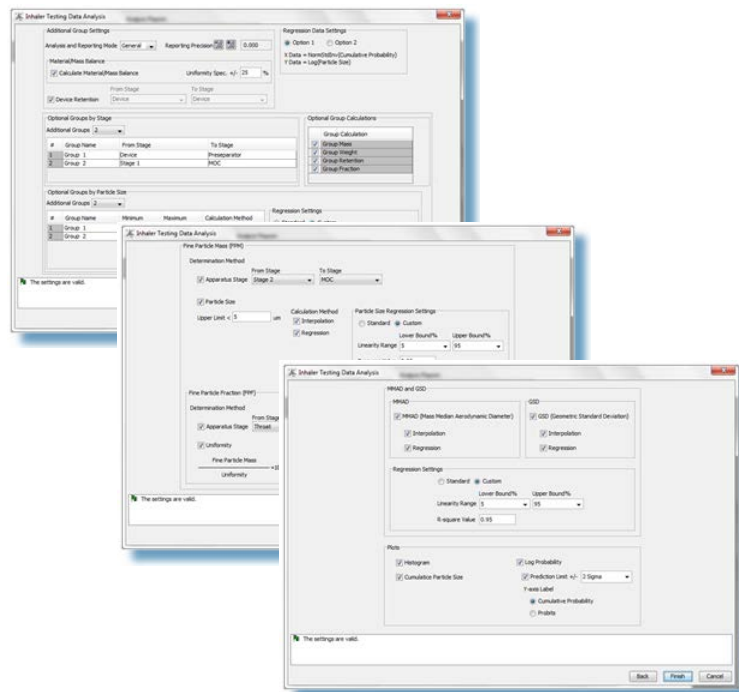 Inhaler Testing Data Analysis
Additional Group Settings
Analysis and Reporting Mode General Reporting Precision 0.000
Material/Mass Balance
Calculate Material/Mass Balance Uniformity Spec. +/- 25 %
From Stage To Stage
Device Retention Device Device
Regression Data Settings
Option 1 Option 2
X Data = NormStdInv(Cumulative Probability)
Y Data = Log(Particle Size)
Optional Groups by Stage
Additional Groups 2
# Group Name From Stage To Stage
1 Group 1 Device Preseparator
2 Group 2 Stage 1 MOC
Optional Group Calculations
Group Calculation
Group Mass
Group Weight
Group Retention
Group Fraction
Optional Groups by Particle Size
Additional Groups 2
# Group Name Minimum Maximum Calculation Method
1 Group 1
2 Group 2
Regression Settings
The settings are valid.
Inhaler Testing Data Analysis
Fine Particle Mass (FPM)
Determination Method
From Stage To Stage
Apparatus Stage Stage 2 MOC
Particle Size
Upper Limit < 5 um
Calculation Method
Interpolation
Regression
Particle Size Regression Settings
Standard Custom
Lower Bound% Upper Bound%
Linearity Range 5 95
Fine Particle Fraction (FPF)
Determination Method
From Stage
Apparatus Stage Throat
Uniformity
Fine Particle Mass
Uniformity
The settings are valid.
Inhaler Testing Data Analysis
MMAD and GSD
MMAD
MMAD (Mass Median Aerodynamic Diameter)
Interpolation
Regression
GSD
GSD (Geometric Standard Deviation)
Interpolation
Regression
Regression Settings
Standard Custom
Lower Bound% Upper Bound%
Linearity Range 5 95
R-square Value 0.95
Plots
Histogram Log Probability
Cumulative Particle Size Prediction Limit +/- 2 Sigma
Y-axis Label
Cumulative Probability
Probits
The settings are valid.
Back Finish Cancel